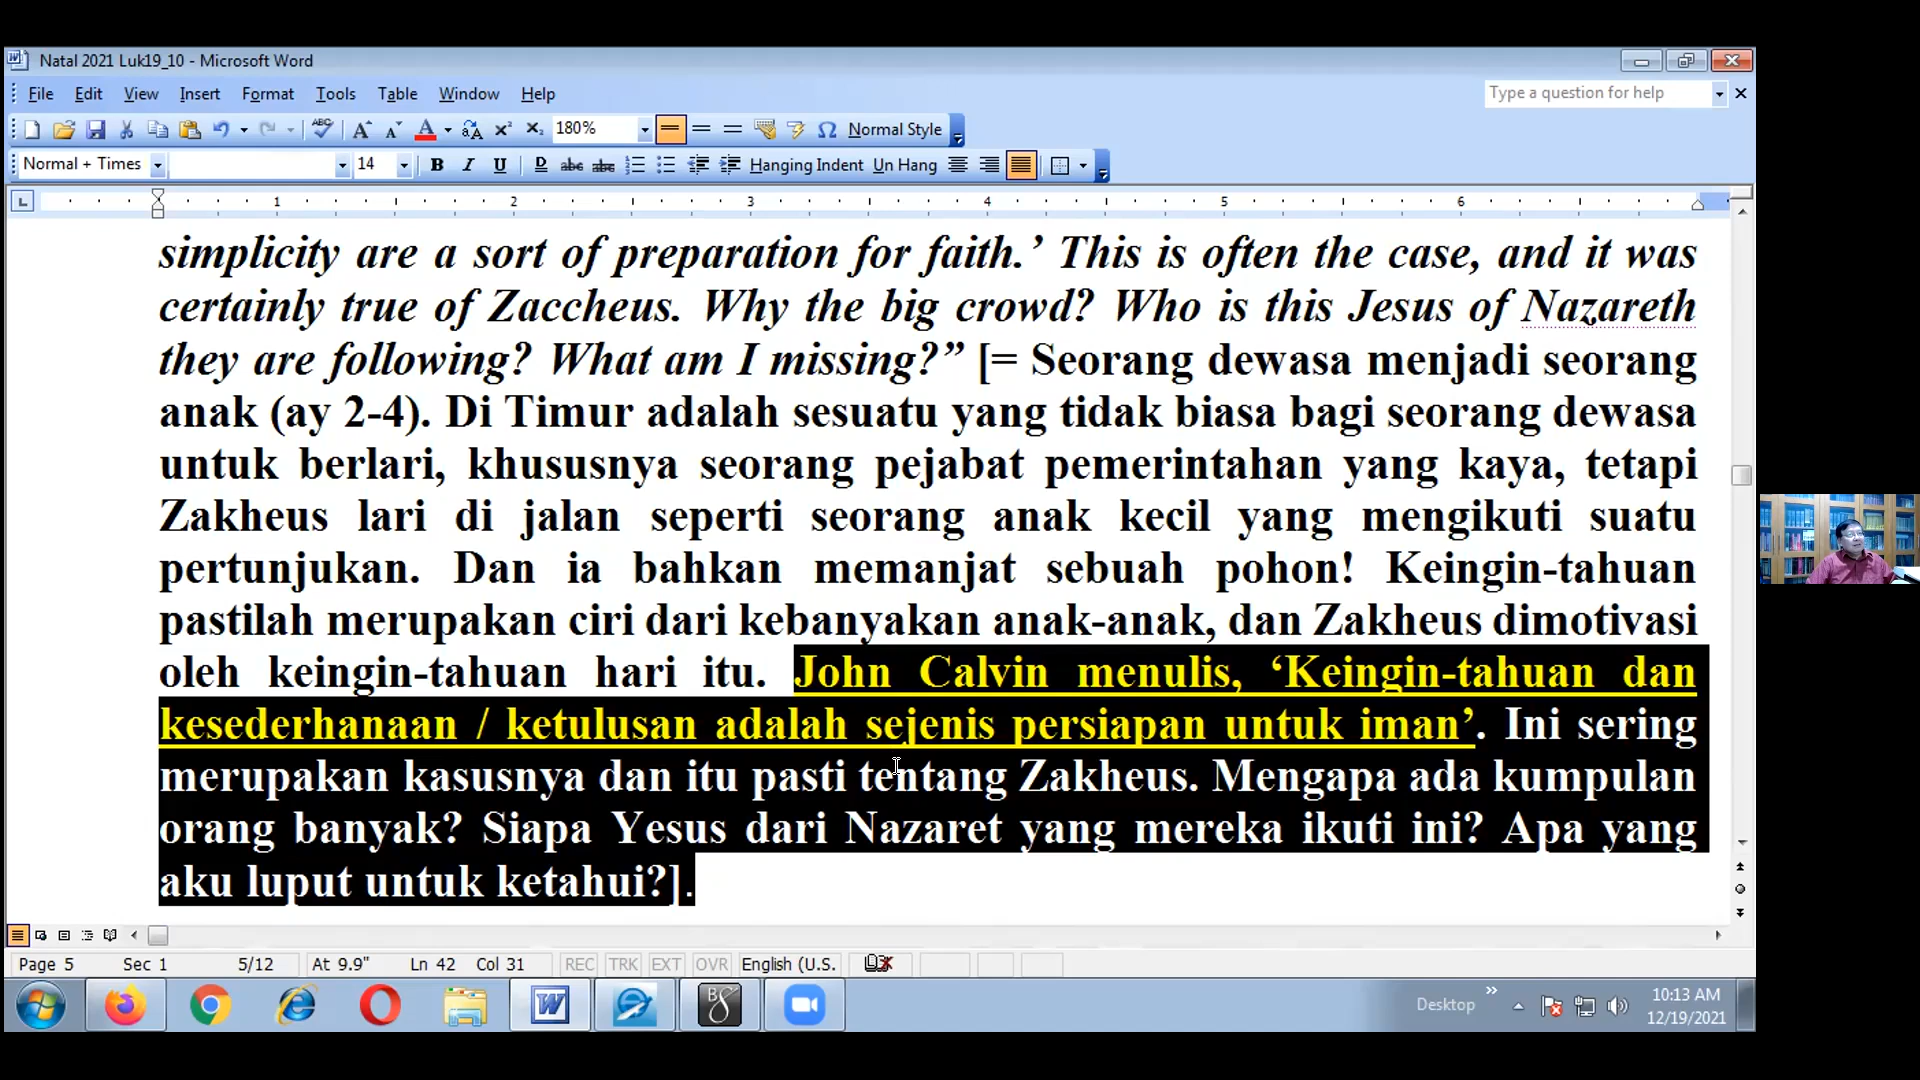 Natal 2021 Luk19_10 - Microsoft Word
File Edit View Insert Format Tools Table Window Help
Type a question for help
180% Normal Style
Normal + Times 14 B I U Hanging Indent Un Hang
1 2 3 4 5 6
simplicity are a sort of preparation for faith.’ This is often the case, and it was
certainly true of Zaccheus. Why the big crowd? Who is this Jesus of Nazareth
they are following? What am I missing?” [= Seorang dewasa menjadi seorang
anak (ay 2-4). Di Timur adalah sesuatu yang tidak biasa bagi seorang dewasa
untuk berlari, khususnya seorang pejabat pemerintahan yang kaya, tetapi
Zakheus lari di jalan seperti seorang anak kecil yang mengikuti suatu
pertunjukan. Dan ia bahkan memanjat sebuah pohon! Keingin-tahuan
pastilah merupakan ciri dari kebanyakan anak-anak, dan Zakheus dimotivasi
oleh keingin-tahuan hari itu. John Calvin menulis, ‘Keingin-tahuan dan
kesederhanaan / ketulusan adalah sejenis persiapan untuk iman’. Ini sering
merupakan kasusnya dan itu pasti tentang Zakheus. Mengapa ada kumpulan
orang banyak? Siapa Yesus dari Nazaret yang mereka ikuti ini? Apa yang
aku luput untuk ketahui?].
Page 5 Sec 1 5/12 At 9.9" Ln 42 Col 31 REC TRK EXT OVR English (U.S.
Desktop
10:13 AM
12/19/2021